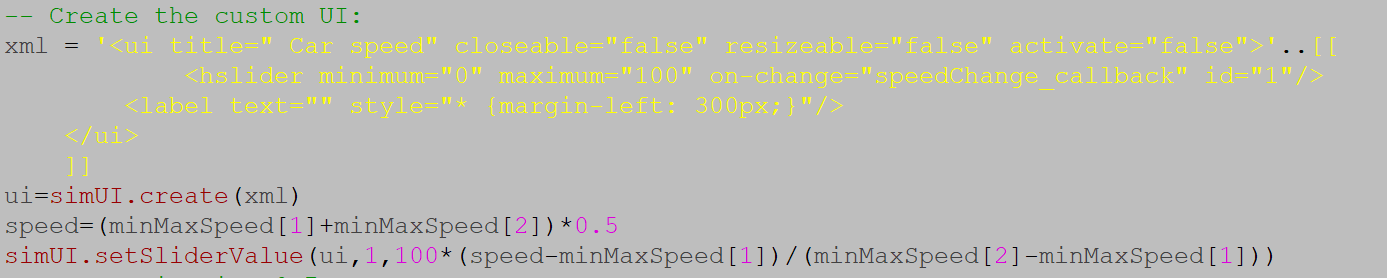 -- Create the custom UI:
xml = '<ui title=" Car speed" closeable="false" resizeable="false" activate="false">'..[[
            <hslider minimum="0" maximum="100" on-change="speedChange_callback" id="1"/>
        <label text="" style="* {margin-left: 300px;}"/>
    </ui>
    ]]
ui=simUI.create(xml)
speed=(minMaxSpeed[1]+minMaxSpeed[2])*0.5
simUI.setSliderValue(ui,1,100*(speed-minMaxSpeed[1])/(minMaxSpeed[2]-minMaxSpeed[1]))